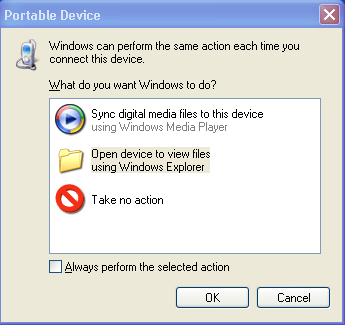 Portable Device
Windows can perform the same action each time you
connect this device.
What do you want Windows to do?
Sync digital media files to this device
using Windows Media Player
Open device to view files
using Windows Explorer
Take no action
Always perform the selected action
OK
Cancel